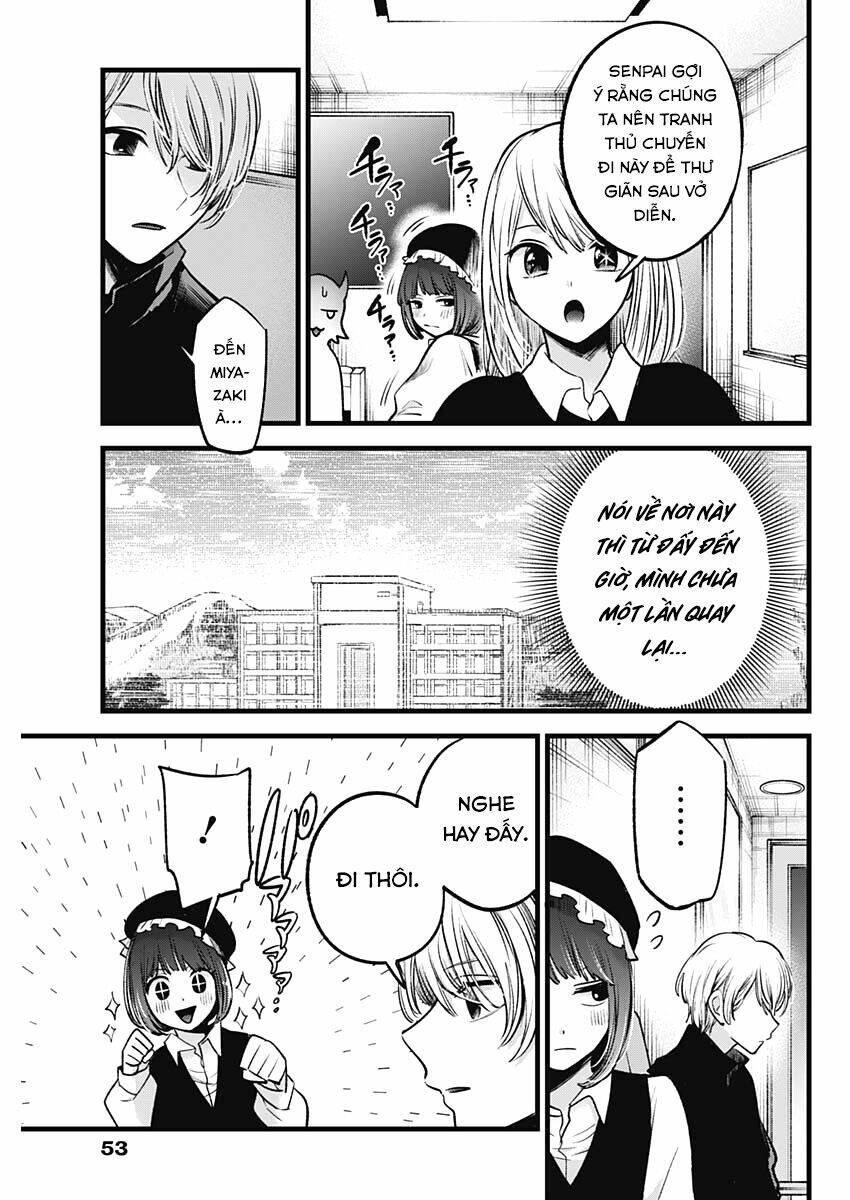 SENPAI GỢI
Ý RẰNG CHÚNG
TA NÊN TRANH
THỦ CHUYẾN
ĐI NÀY ĐỂ THƯ
GIÃN SAU VỞ
DIỄN.
チラァ…
チラァ…
チラァ…
チラァ…
ĐẾN
MIYA-
ZAKI
À...
NÓI VỀ NƠI NÀY
THÌ TỪ ĐẤY ĐẾN
GIỜ, MÌNH CHƯA
MỘT LẦN QUAY
LẠI...
......
NGHE
HAY ĐẤY.
ĐI THÔI.
!
53